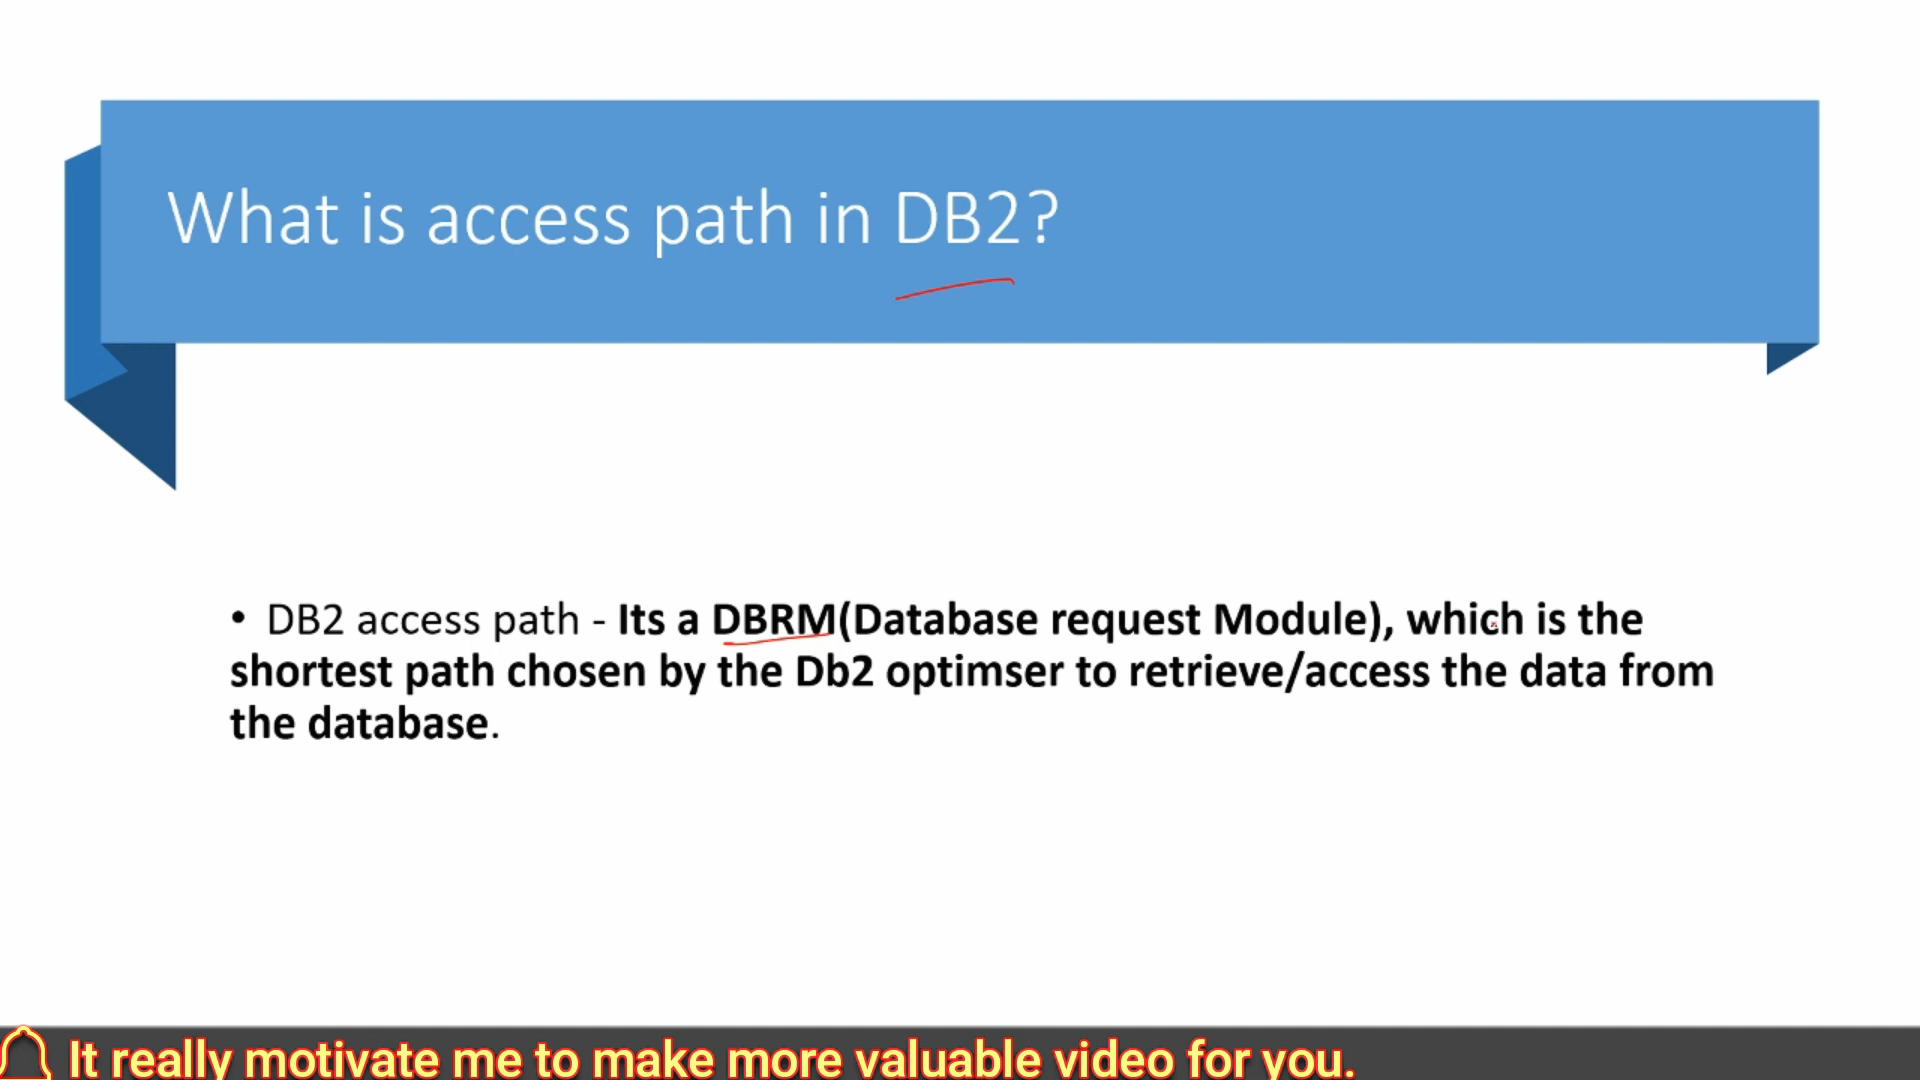 What is access path in DB2?
• DB2 access path - Its a DBRM(Database request Module), which is the
shortest path chosen by the Db2 optimser to retrieve/access the data from
the database.
It really motivate me to make more valuable video for you.